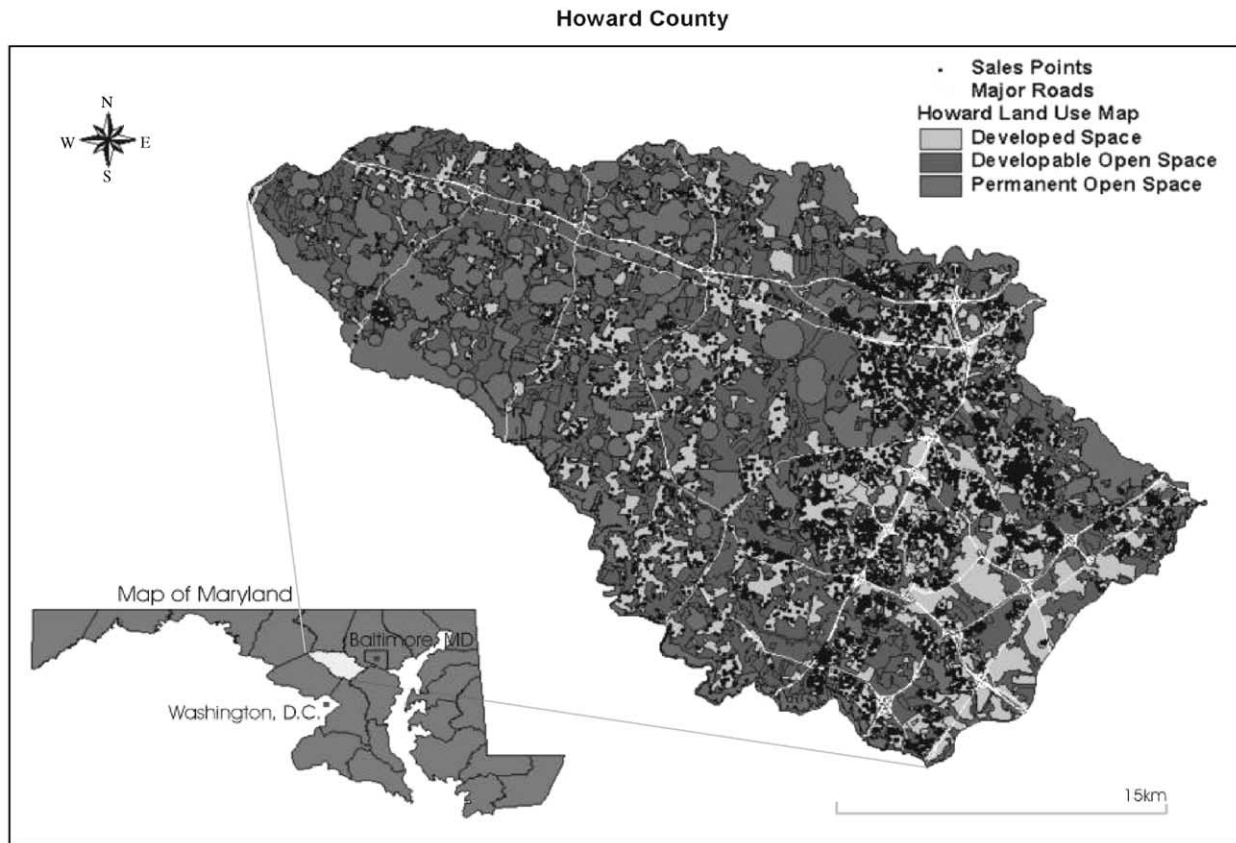 Howard County
N
W E
S
Sales Points
Major Roads
Howard Land Use Map
Developed Space
Developable Open Space
Permanent Open Space
Map of Maryland
Baltimore, MD
Washington, D.C.
15km